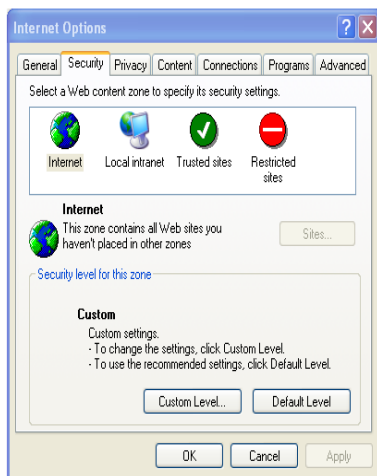 Internet Options
General Security Privacy Content Connections Programs Advanced
Select a Web content zone to specify its security settings.
Internet Local intranet Trusted sites Restricted
sites
Internet
This zone contains all Web sites you
haven't placed in other zones
Sites...
Security level for this zone
Custom
Custom settings.
- To change the settings, click Custom Level.
- To use the recommended settings, click Default Level.
Custom Level... Default Level
OK Cancel Apply